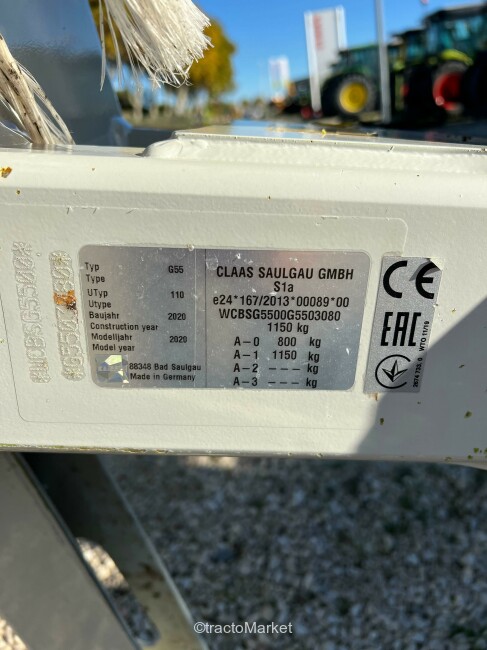 Typ G55
Type
UTyp 110
Utype
Baujahr 2020
Construction year
Modelljahr 2020
Model year
88348 Bad Saulgau
Made in Germany
CLAAS SAULGAU GMBH
S1a
e24*167/2013*00089*00
WCBSG5500G5503080
1150 kg
A-0 800 kg
A-1 1150 kg
A-2 --- kg
A-3 --- kg
CE
EAC
©tractoMarket